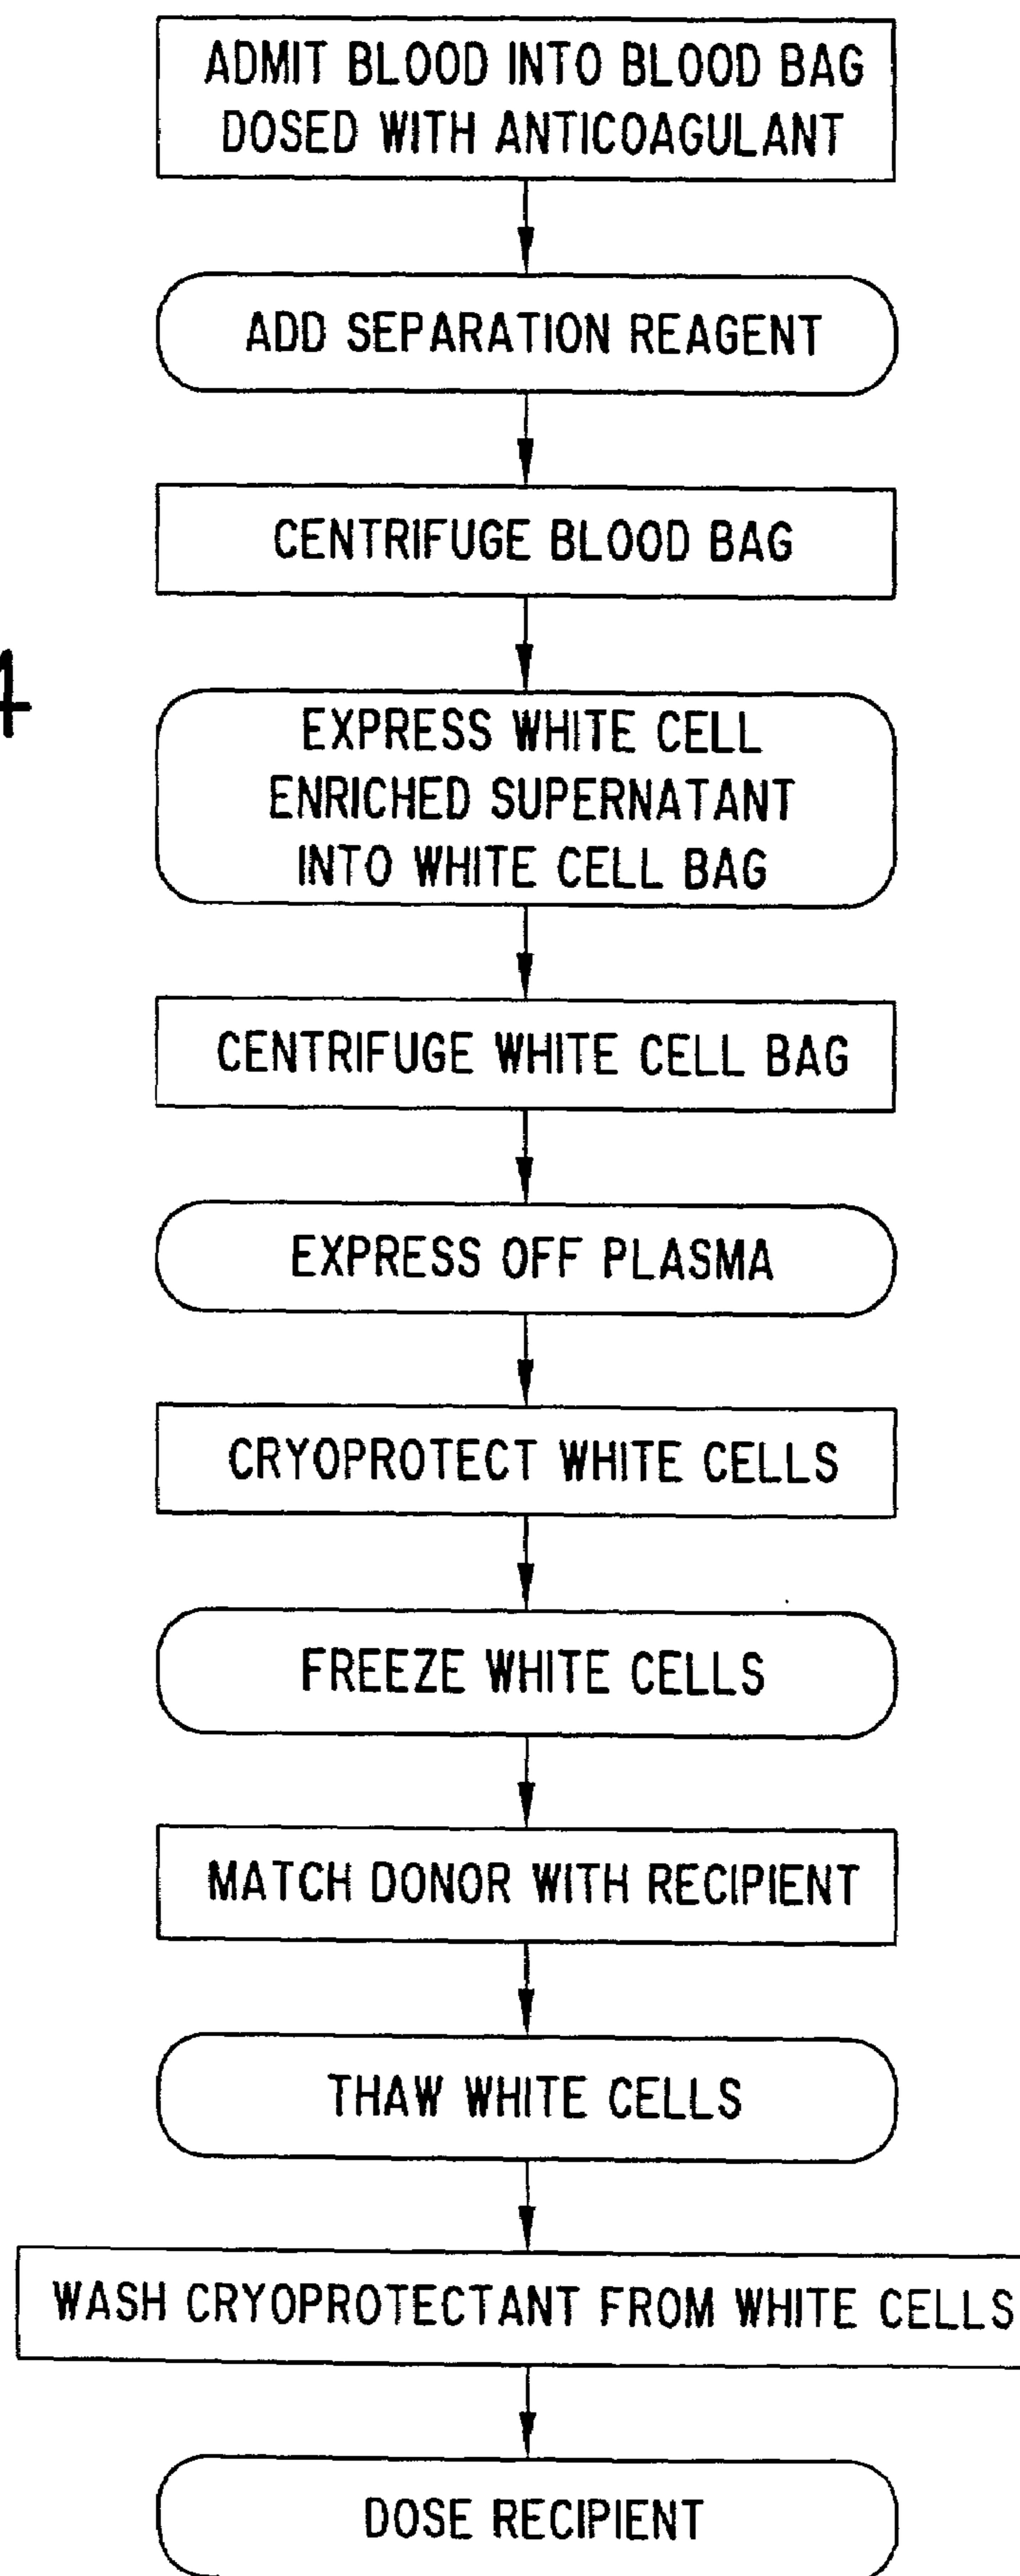 ADMIT BLOOD INTO BLOOD BAG
DOSED WITH ANTICOAGULANT
ADD SEPARATION REAGENT
CENTRIFUGE BLOOD BAG
EXPRESS WHITE CELL
ENRICHED SUPERNATANT
INTO WHITE CELL BAG
CENTRIFUGE WHITE CELL BAG
EXPRESS OFF PLASMA
CRYOPROTECT WHITE CELLS
FREEZE WHITE CELLS
MATCH DONOR WITH RECIPIENT
THAW WHITE CELLS
WASH CRYOPROTECTANT FROM WHITE CELLS
DOSE RECIPIENT